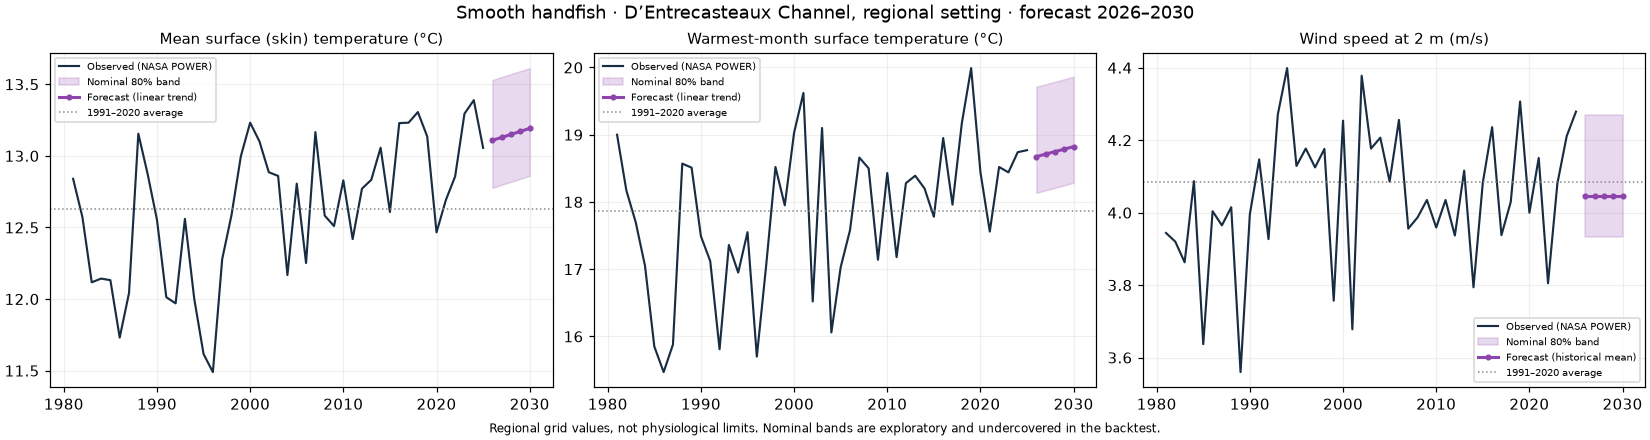 Smooth handfish · D’Entrecasteaux Channel, regional setting · forecast 2026–2030
Mean surface (skin) temperature (°C)
Observed (NASA POWER)
Nominal 80% band
Forecast (linear trend)
1991–2020 average
13.5
13.0
12.5
12.0
11.5
1980 1990 2000 2010 2020 2030
Warmest-month surface temperature (°C)
Observed (NASA POWER)
Nominal 80% band
Forecast (linear trend)
1991–2020 average
20
19
18
17
16
1980 1990 2000 2010 2020 2030
Wind speed at 2 m (m/s)
4.4
4.2
4.0
3.8
3.6
Observed (NASA POWER)
Nominal 80% band
Forecast (historical mean)
1991–2020 average
1980 1990 2000 2010 2020 2030
Regional grid values, not physiological limits. Nominal bands are exploratory and undercovered in the backtest.